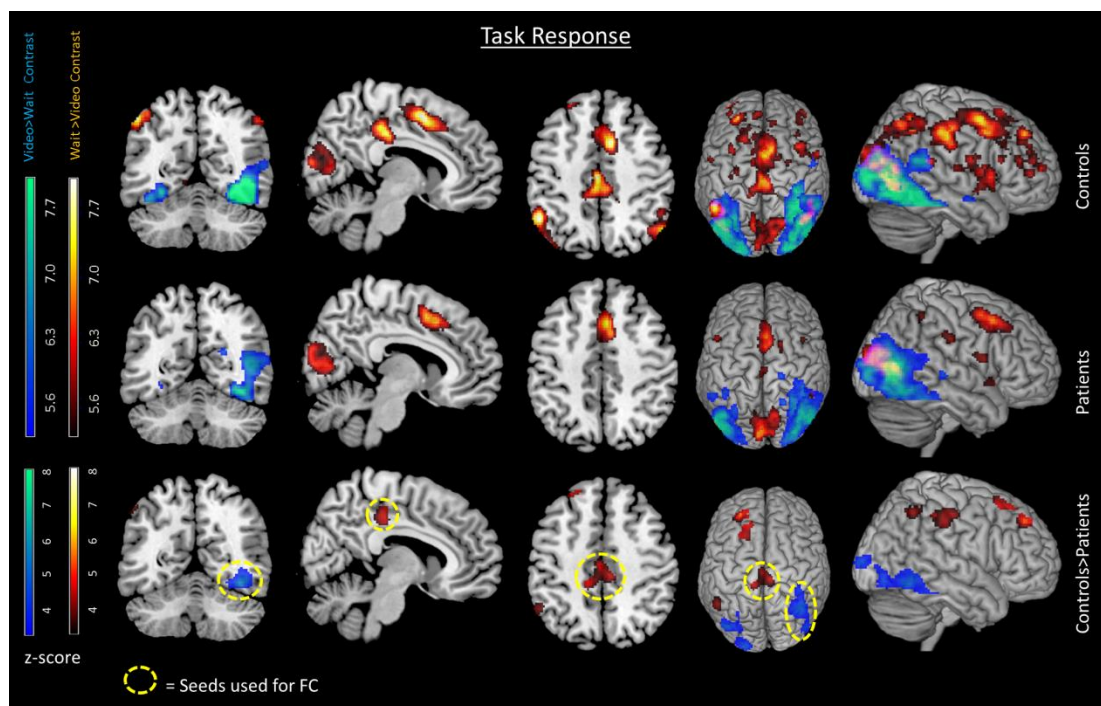 Task Response
Video>Wait Contrast
Wait >Video Contrast
7.7
7.0
6.3
5.6
7.7
7.0
6.3
5.6
Controls
Patients
8
7
6
5
4
8
7
6
5
4
Controls>Patients
z-score
= Seeds used for FC